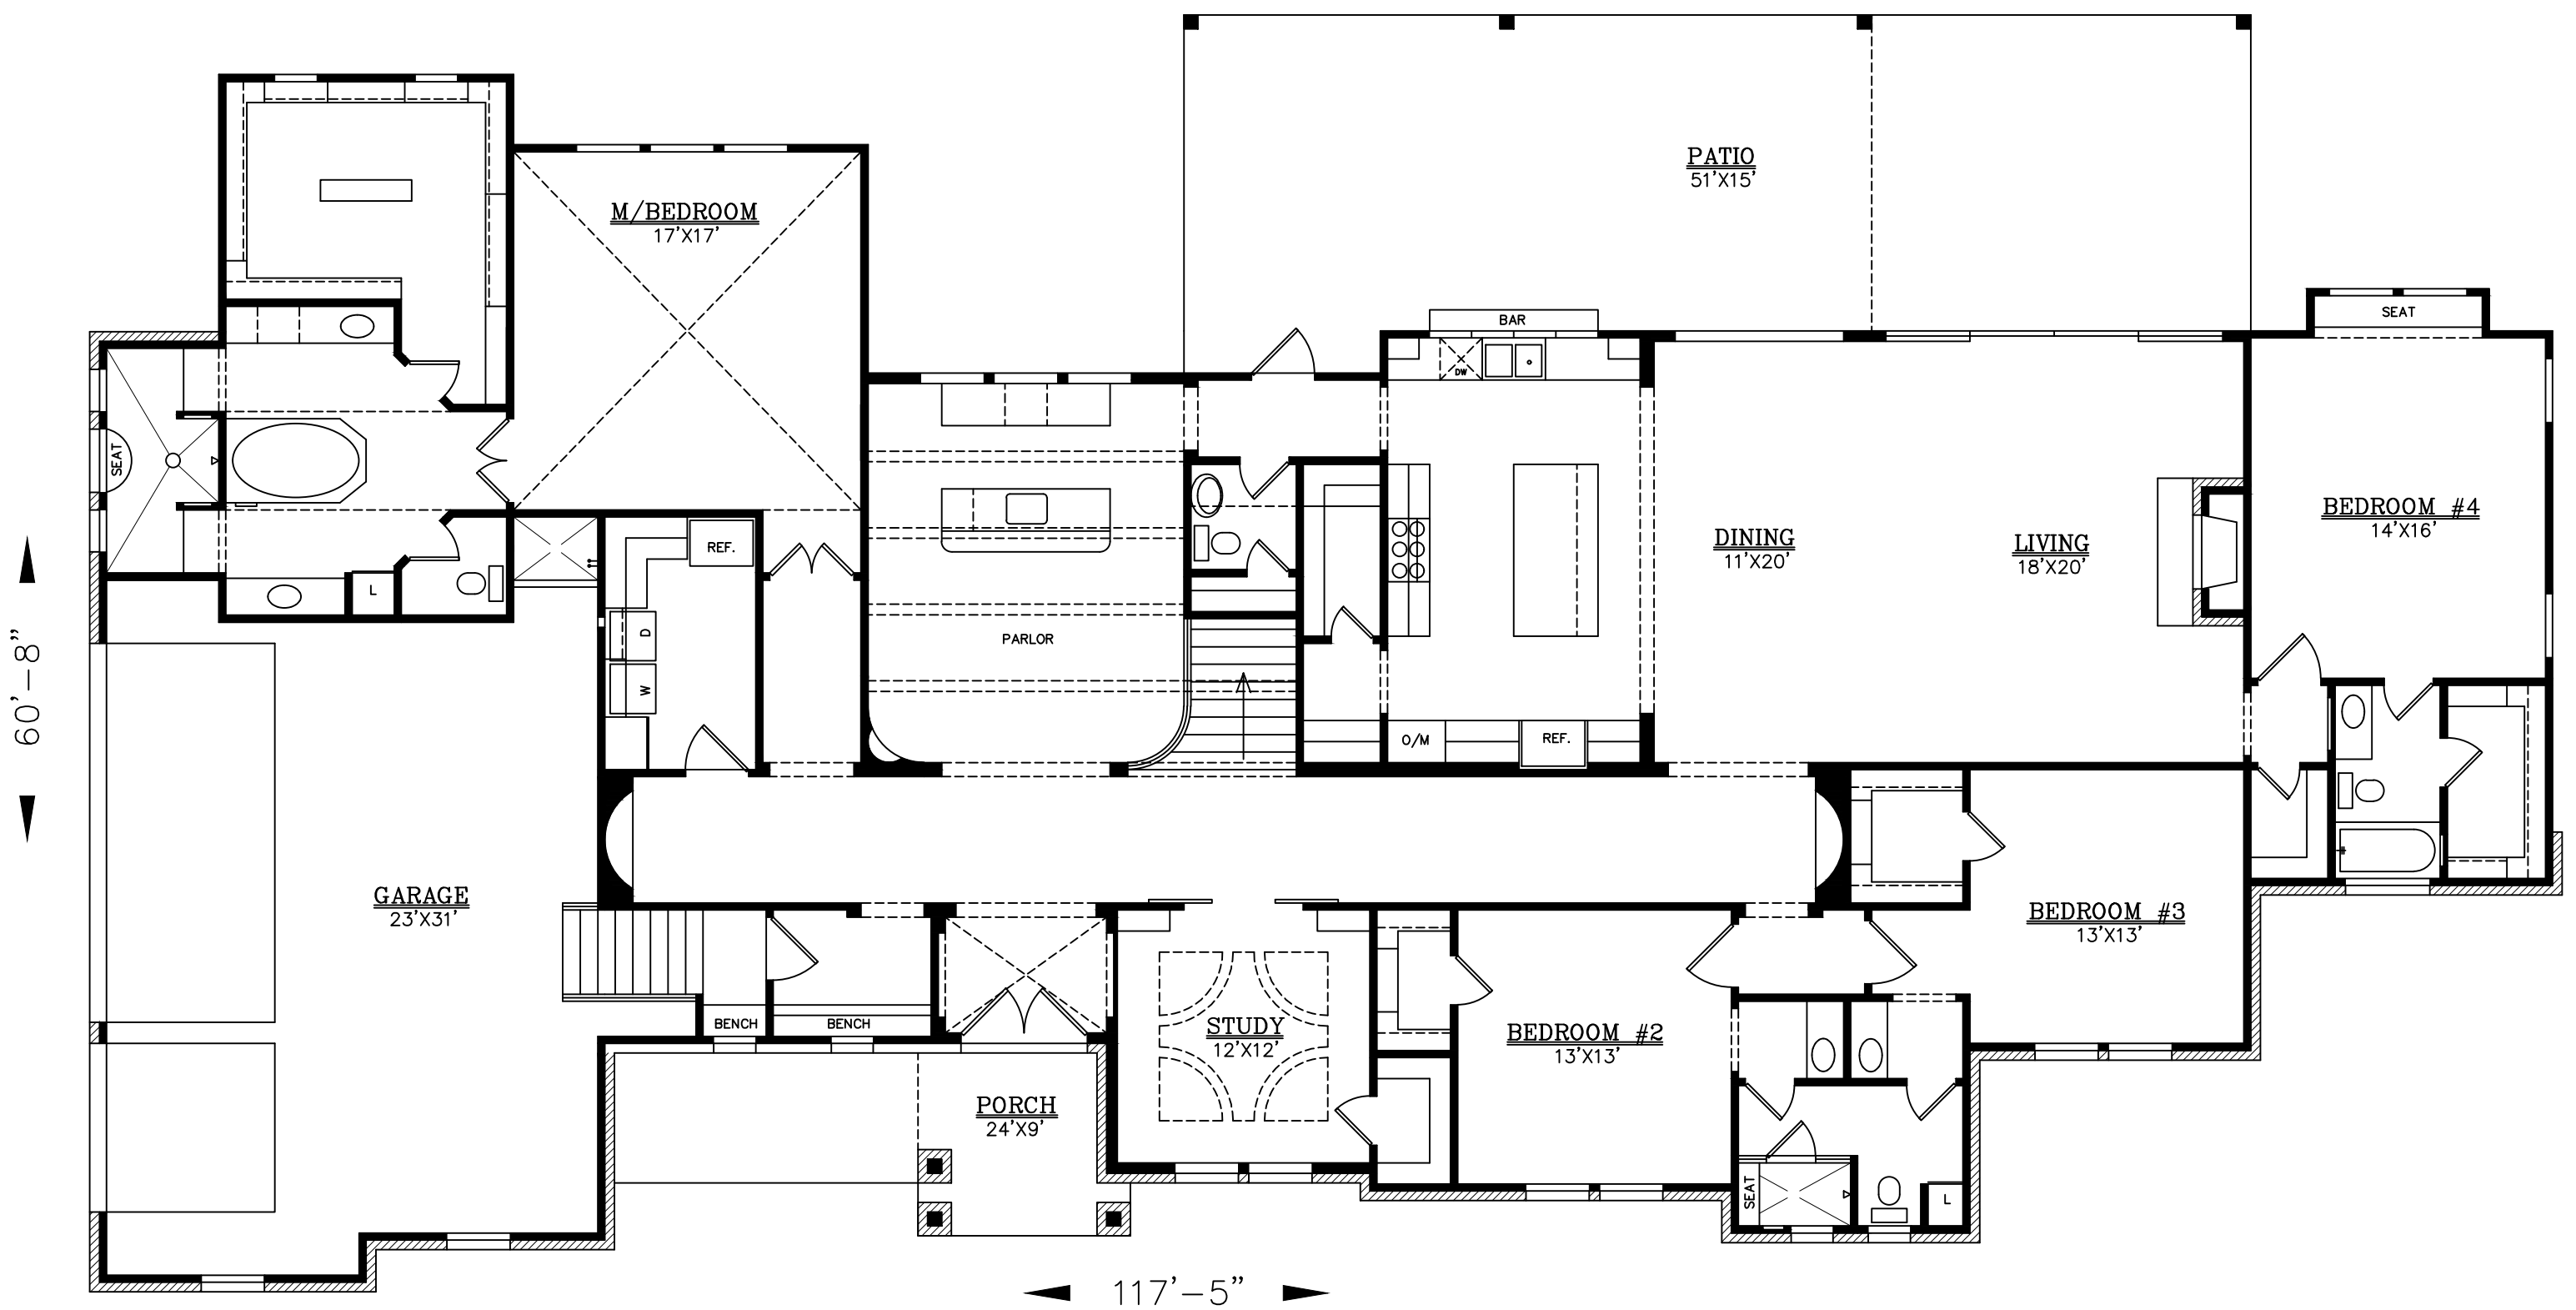 PATIO
51'X15'
M/BEDROOM
17'X17'
BAR
SEAT
DW
SEAT
BEDROOM #4
14'X16'
REF.
DINING
11'X20'
LIVING
18'X20'
L
D
PARLOR
W
60'-8"
O/M
REF.
GARAGE
23'X31'
BEDROOM #3
13'X13'
BENCH
BENCH
STUDY
12'X12'
BEDROOM #2
13'X13'
PORCH
24'X9'
SEAT
L
117'-5"